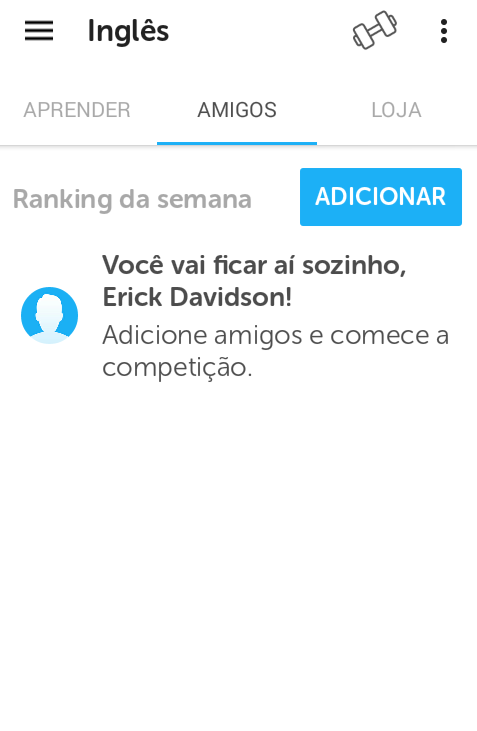 Inglês
APRENDER AMIGOS LOJA
Ranking da semana ADICIONAR
Você vai ficar aí sozinho,
Erick Davidson!
Adicione amigos e comece a
competição.